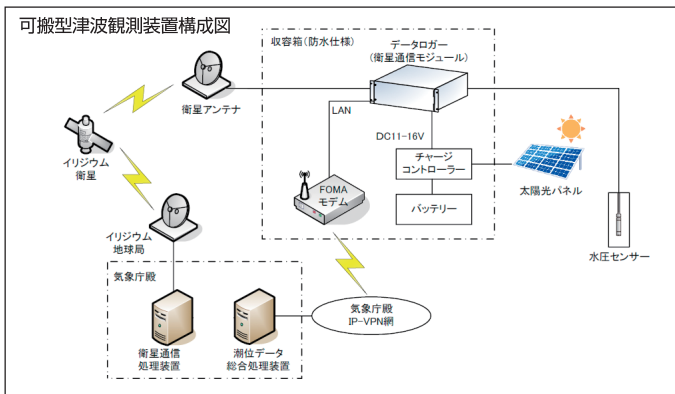 可搬型津波観測装置構成図
収容箱(防水仕様)
データロガー
(衛星通信モジュール)
衛星アンテナ
LAN
DC11-16V
イリジウム
衛星
チャージ
コントローラー
FOMA
モデム
バッテリー
太陽光パネル
イリジウム
地球局
水圧センサー
気象庁殿
気象庁殿
IP-VPN網
衛星通信
処理装置
潮位データ
総合処理装置